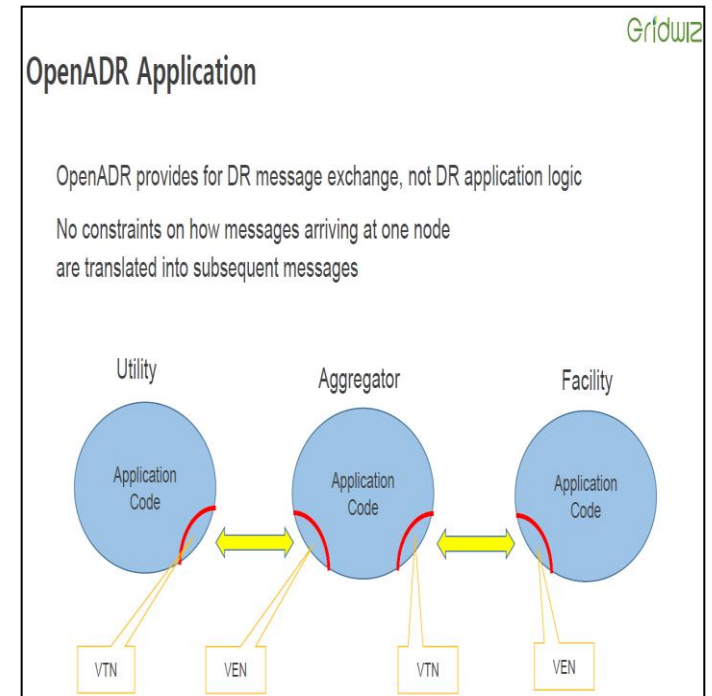 Gridwiz
OpenADR Application
OpenADR provides for DR message exchange, not DR application logic
No constraints on how messages arriving at one node
are translated into subsequent messages
Utility
Aggregator
Facility
Application
Code
Application
Code
Application
Code
VTN
VEN
VTN
VEN